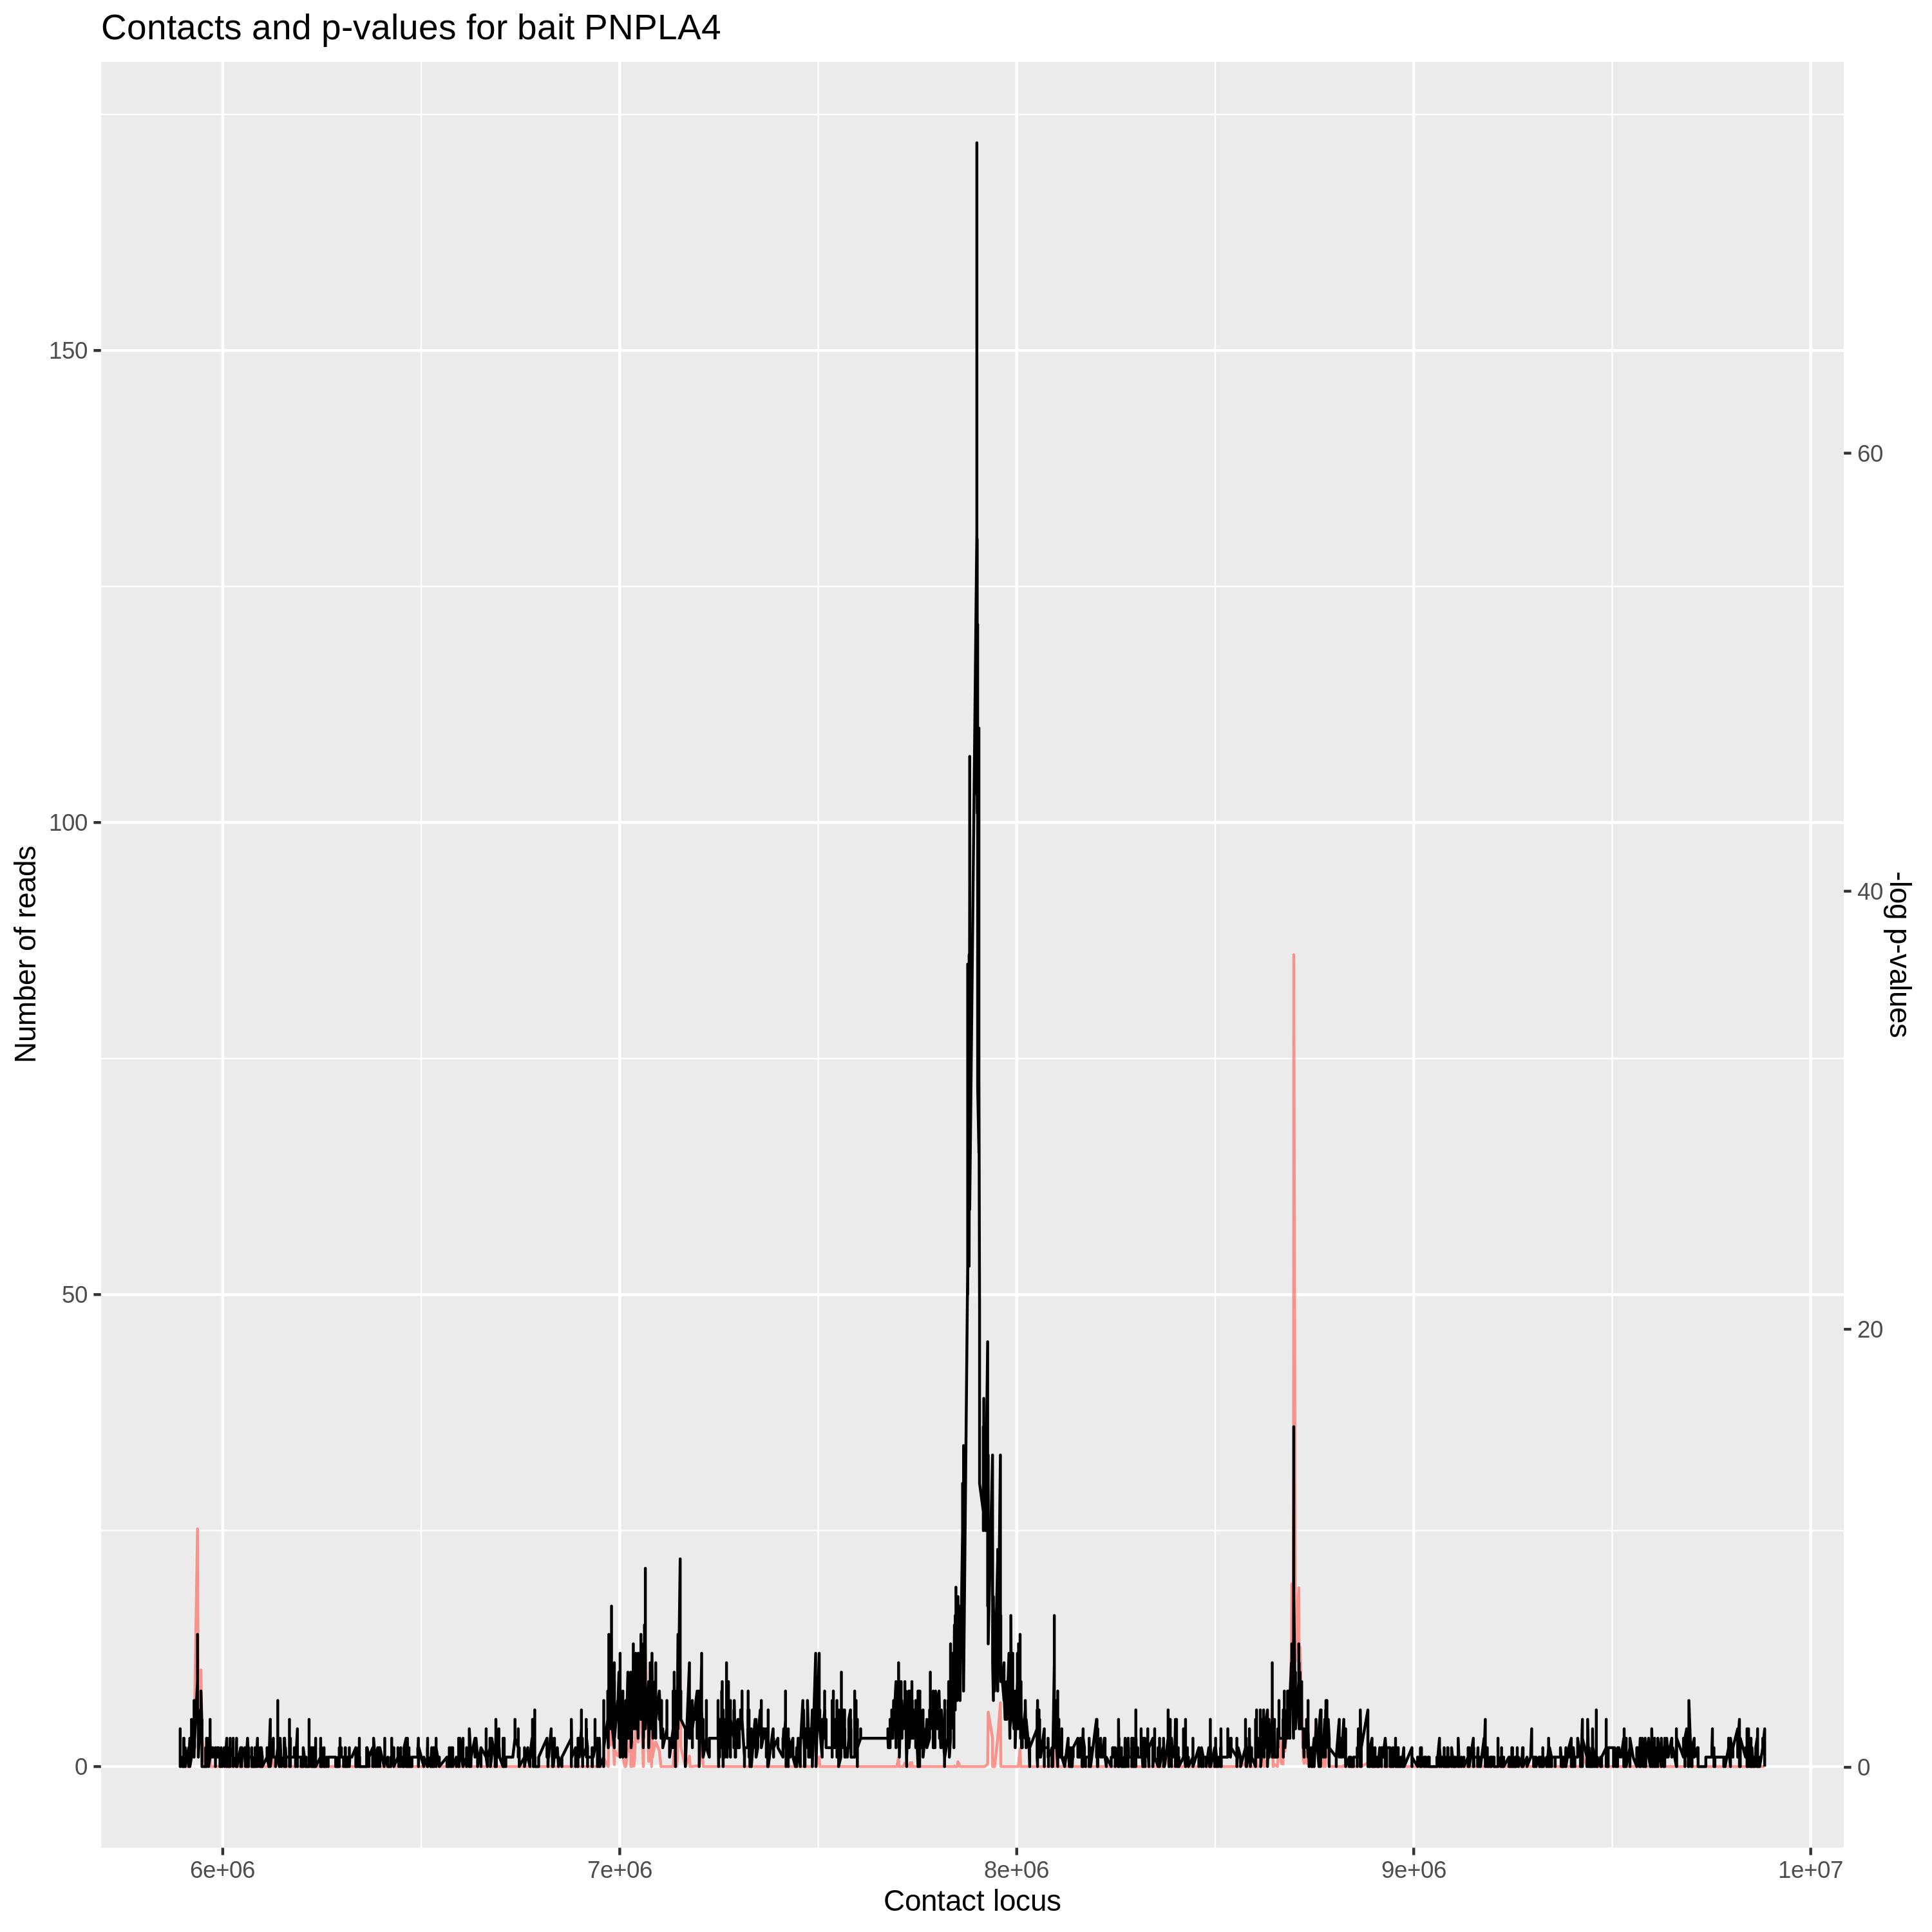 Contacts and p-values for bait PNPLA4
150
100
50
0
Number of reads
60
40
20
0
-log p-values
6e+06
7e+06
8e+06
9e+06
1e+07
Contact locus